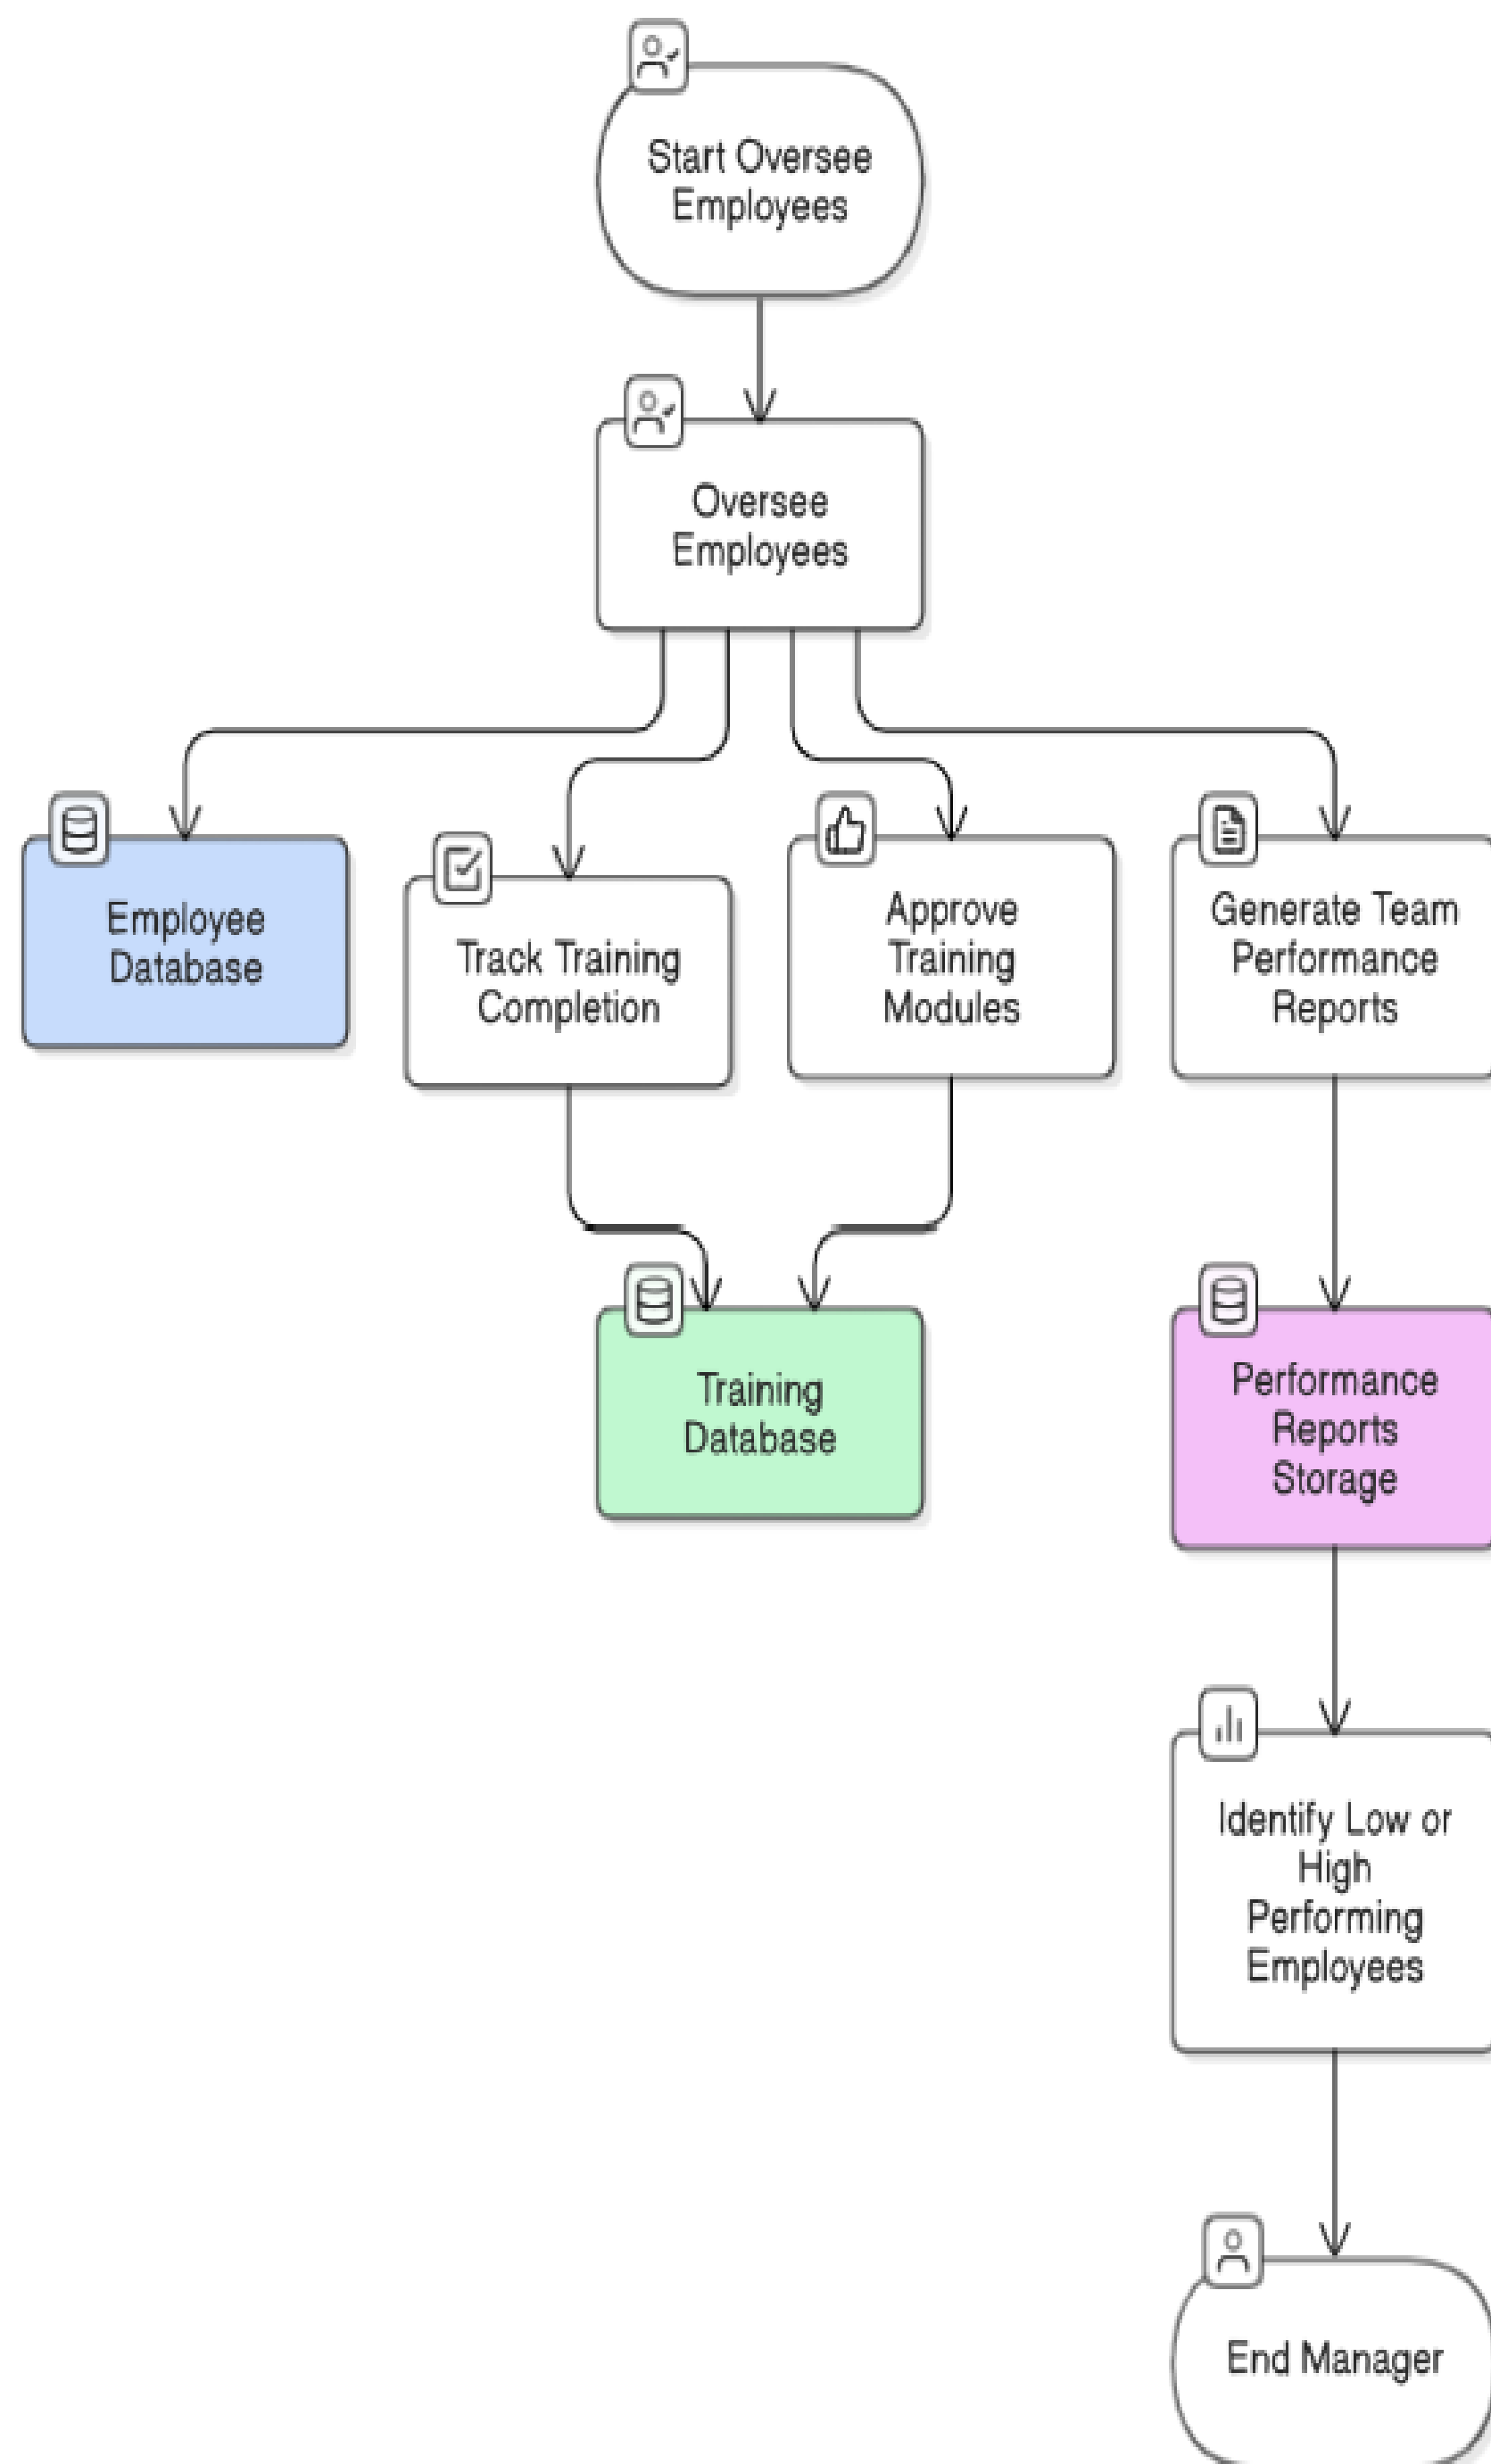 Start Oversee
Employees
Oversee
Employees
Employee
Database
Track Training
Completion
Approve
Training
Modules
Generate Team
Performance
Reports
Training
Database
Performance
Reports
Storage
Identify Low or
High
Performing
Employees
End Manager